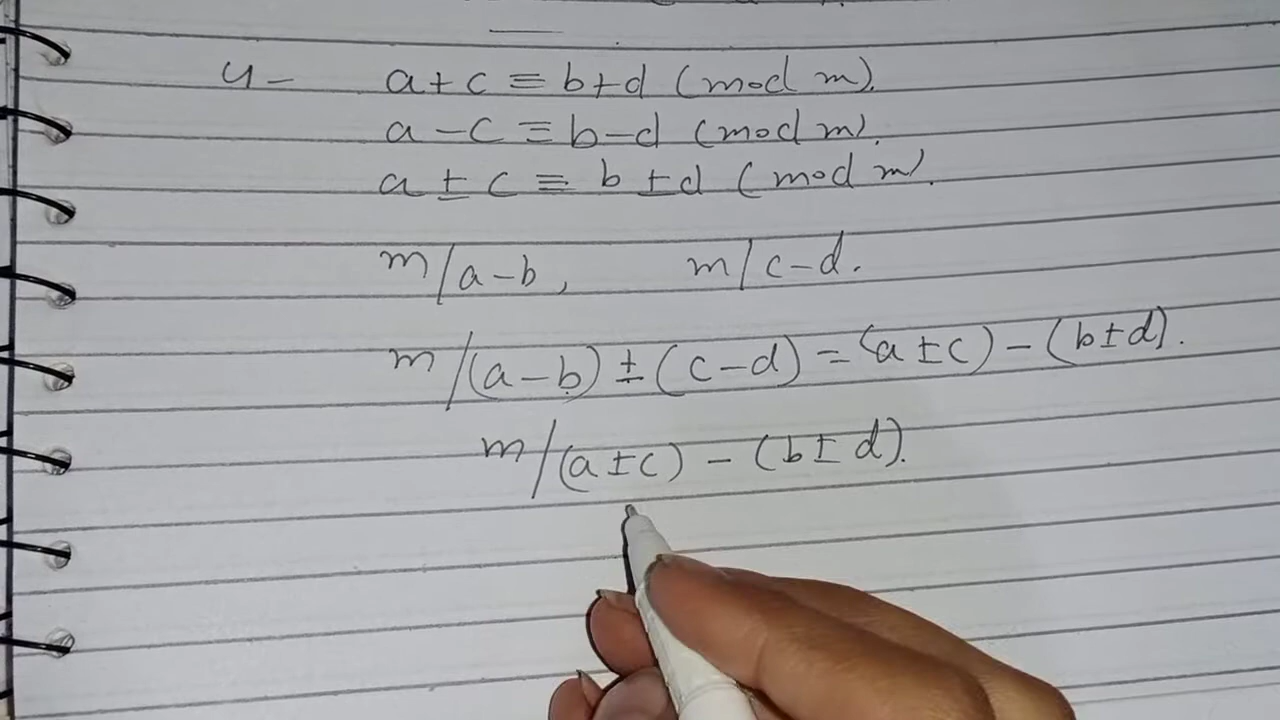 4- a+c ≡ b+d (mod m).
a-c ≡ b-d (mod m).
a ± c ≡ b ± d (mod m).
m/a-b, m/c-d.
m/(a-b) ± (c-d) = (a ± c) - (b ± d).
m/(a ± c) - (b ± d).